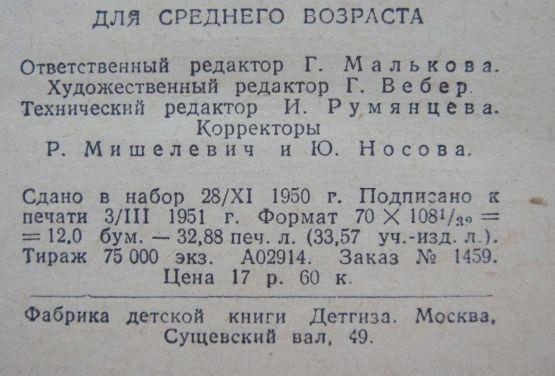 ДЛЯ СРЕДНЕГО ВОЗРАСТА
Ответственный редактор Г. Малькова.
Художественный редактор Г. Вебер.
Технический редактор И. Румянцева.
Корректоры
Р. Мишелевич и Ю. Носова.
Сдано в набор 28/XI 1950 г. Подписано к
печати 3/III 1951 г. Формат 70 × 108¹/₃₂ =
= 12,0 бум. — 32,88 печ. л. (33,57 уч.-изд. л.).
Тираж 75 000 экз. А02914. Заказ № 1459.
Цена 17 р. 60 к.
Фабрика детской книги Детгиза. Москва,
Сущевский вал, 49.